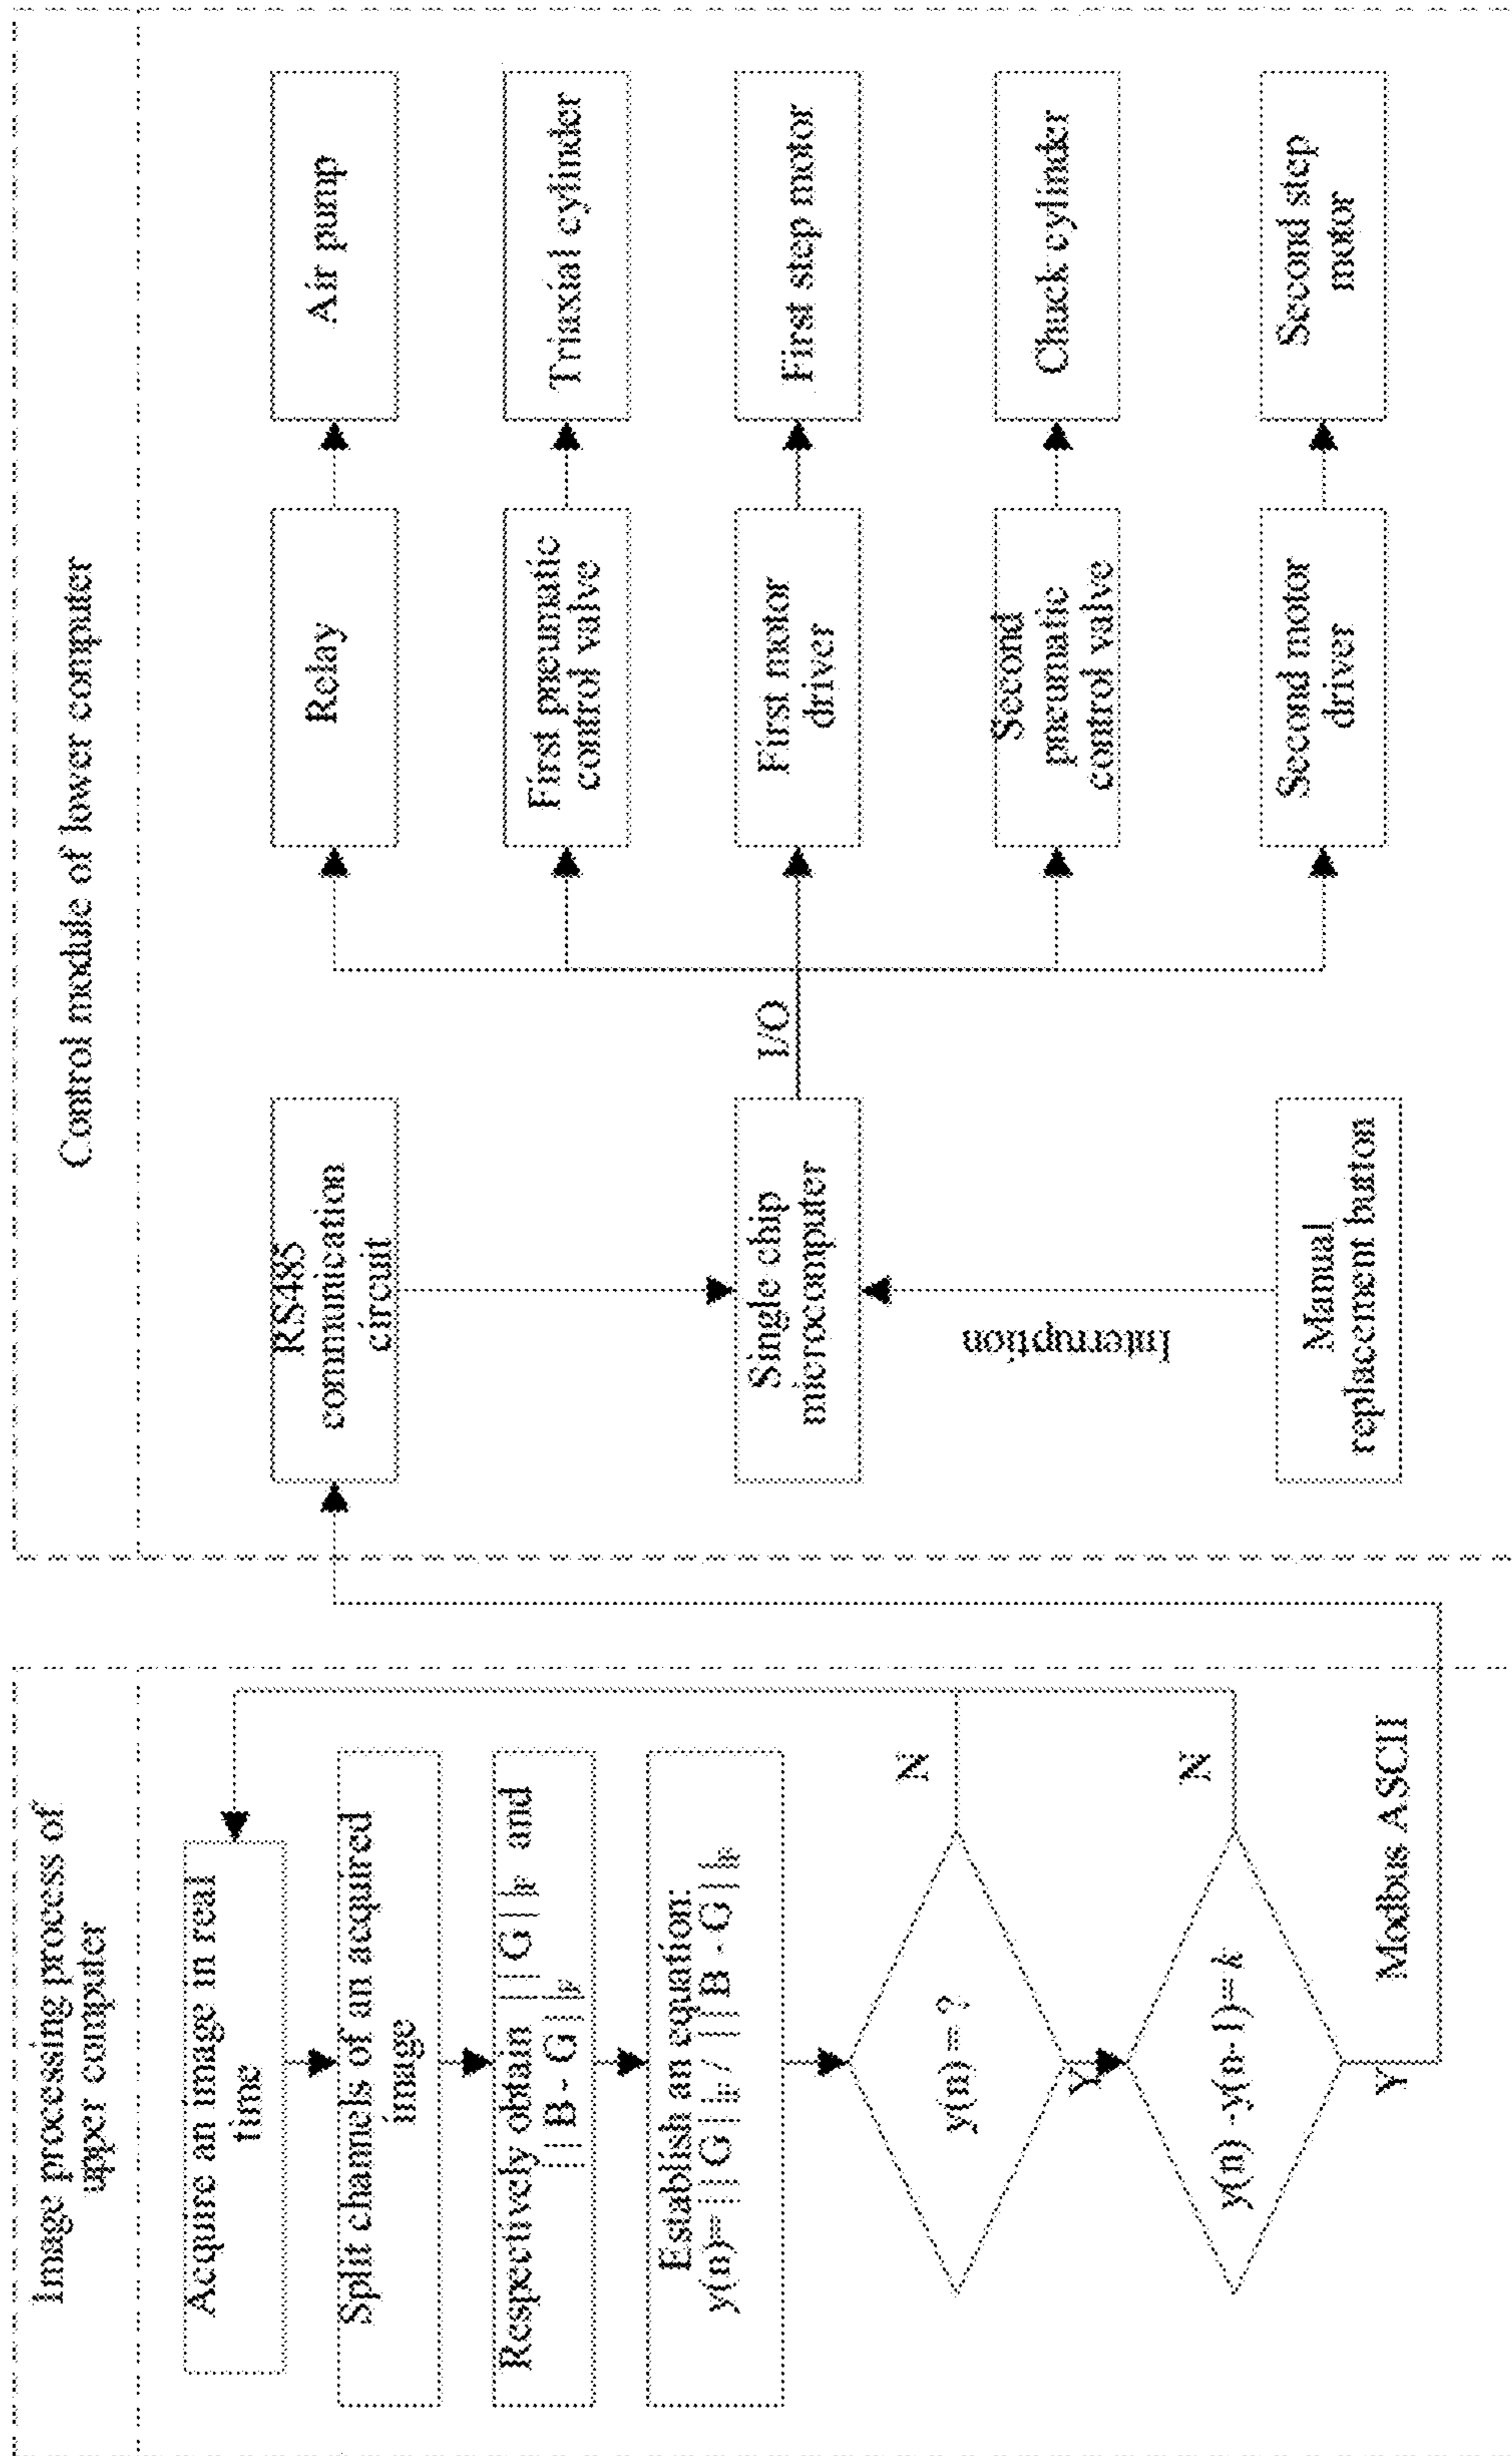 Image processing process of
upper computer
Acquire an image in real
time
Split channels of an acquired
image
Respectively obtain ||G||F and
||B - G||F
Establish an equation:
y(n)=||G||F/ ||B - G||F
y(n) = ?
N
Y
y(n) -y(n-1)= k
N
Y
Modbus ASCII
Control module of lower computer
RS485
communication
circuit
Single chip
microcomputer
Interruption
Manual
replacement button
I/O
Relay
First pneumatic
control valve
First motor
driver
Second
pneumatic
control valve
Second motor
driver
Air pump
Triaxial cylinder
First step motor
Chuck cylinder
Second step
motor